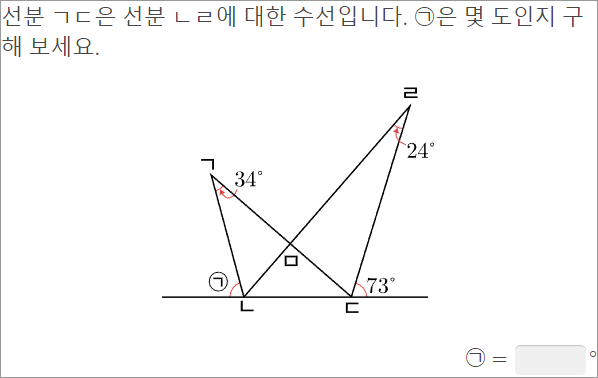 선분 ㄱㄷ은 선분 ㄴㄹ에 대한 수선입니다. ㉠은 몇 도인지 구
해 보세요.
ㄹ
24°
ㄱ
34°
ㅁ
㉠
73°
ㄴ
ㄷ
㉠ = °